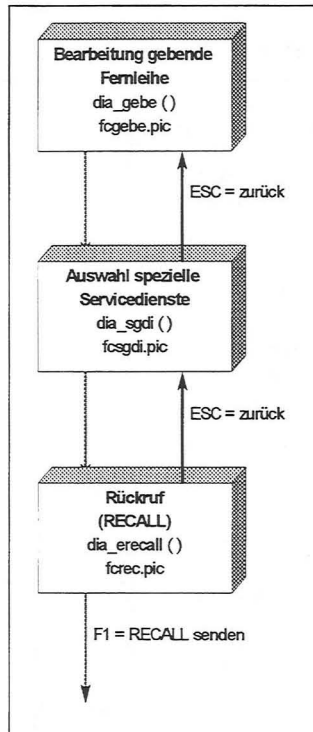 Bearbeitung gebende
Fernleihe
dia_gebe ( )
fcgebe.pic
ESC = zurück
Auswahl spezielle
Servicedienste
dia_sgdi ( )
fcsgdi.pic
ESC = zurück
Rückruf
(RECALL)
dia_erecall ( )
fcrec.pic
F1 = RECALL senden